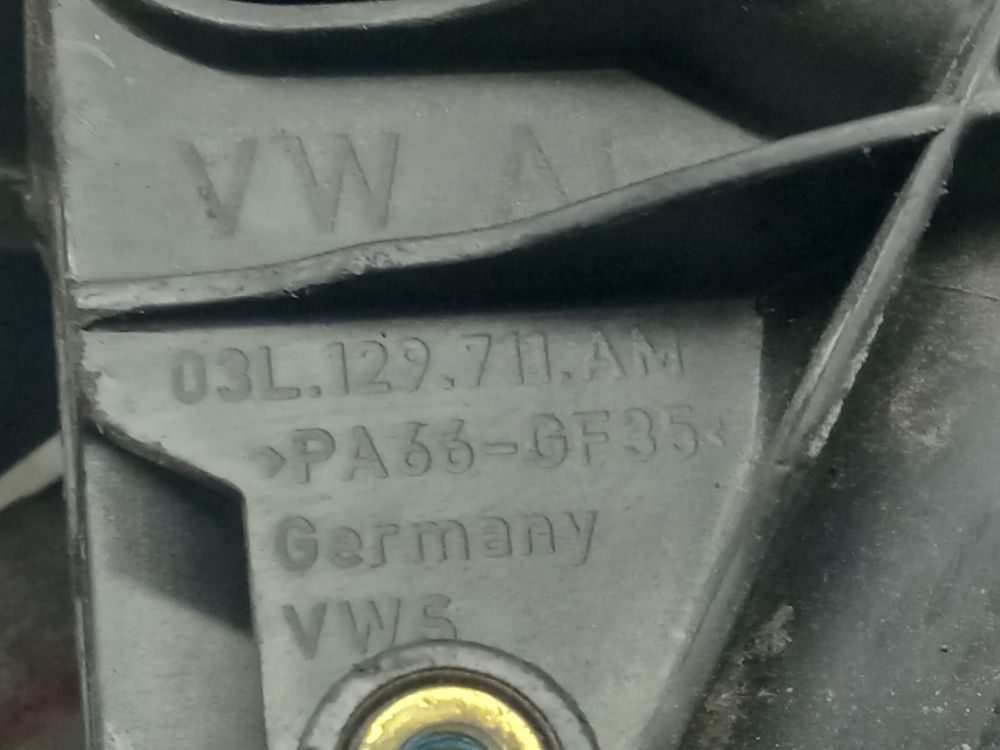 VW
03L.129.711.AM
>PA66-GF35<
Germany
VWS